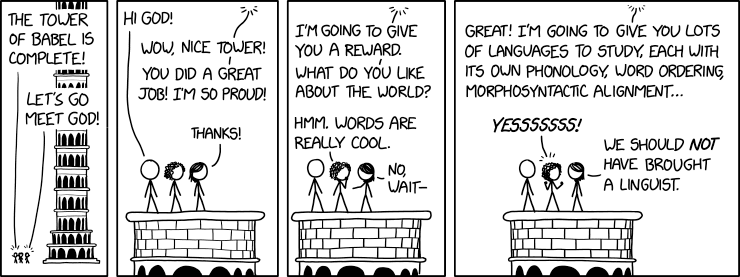 THE TOWER
OF BABEL IS
COMPLETE!
LET'S GO
MEET GOD!
HI GOD!
WOW, NICE TOWER!
YOU DID A GREAT
JOB! I'M SO PROUD!
THANKS!
I'M GOING TO GIVE
YOU A REWARD.
WHAT DO YOU LIKE
ABOUT THE WORLD?
HMM. WORDS ARE
REALLY COOL.
NO,
WAIT–
GREAT! I'M GOING TO GIVE YOU LOTS
OF LANGUAGES TO STUDY, EACH WITH
ITS OWN PHONOLOGY, WORD ORDERING,
MORPHOSYNTACTIC ALIGNMENT...
YESSSSSSS!
WE SHOULD NOT
HAVE BROUGHT
A LINGUIST.